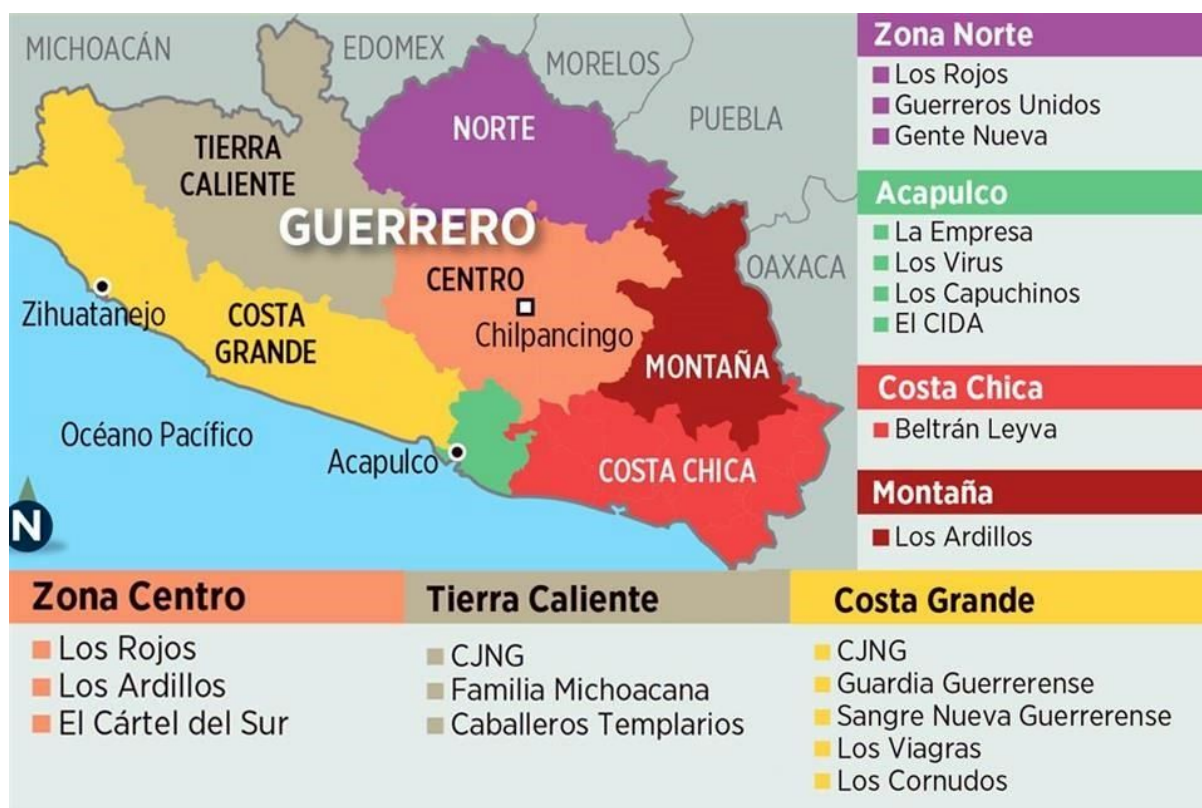 MICHOACÁN
EDOMEX
MORELOS
PUEBLA
OAXACA
NORTE
TIERRA
CALIENTE
GUERRERO
CENTRO
Chilpancingo
Zihuatanejo
COSTA
GRANDE
MONTAÑA
Océano Pacífico
Acapulco
COSTA CHICA
N
Zona Norte
Los Rojos
Guerreros Unidos
Gente Nueva
Acapulco
La Empresa
Los Virus
Los Capuchinos
El CIDA
Costa Chica
Beltrán Leyva
Montaña
Los Ardillos
Zona Centro
Los Rojos
Los Ardillos
El Cártel del Sur
Tierra Caliente
CJNG
Familia Michoacana
Caballeros Templarios
Costa Grande
CJNG
Guardia Guerrerense
Sangre Nueva Guerrerense
Los Viagras
Los Cornudos